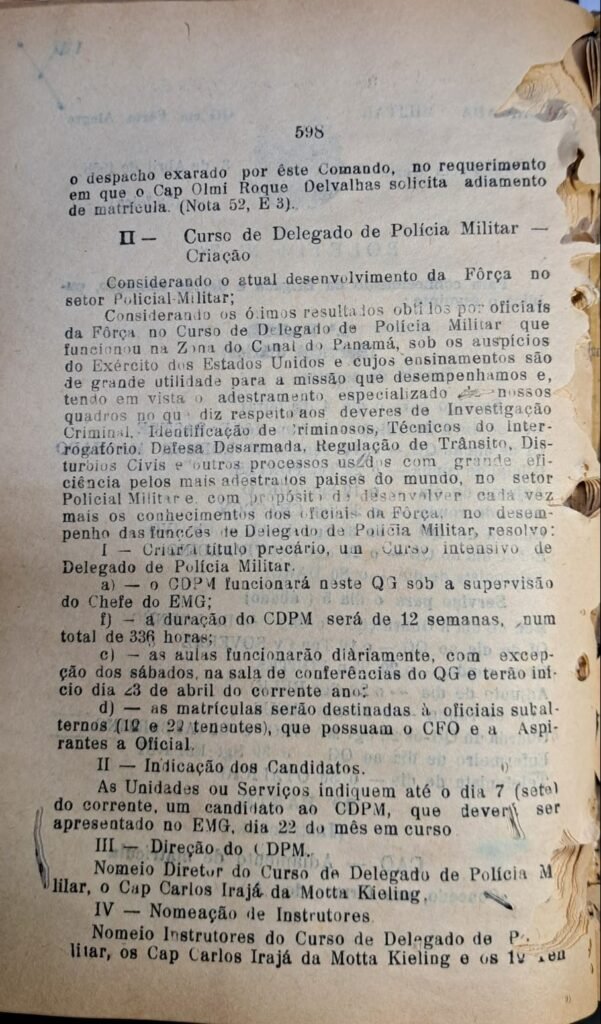 598
o despacho exarado por êste Comando, no requerimento
em que o Cap Olmi Roque Delvalhas solicita adiamento
de matrícula. (Nota 52, E 3).
II — Curso de Delegado de Polícia Militar —
Criação
Considerando o atual desenvolvimento da Fôrça no
setor Policial-Militar;
Considerando os ótimos resultados obtidos por oficiais
da Fôrça no Curso de Delegado de Polícia Militar que
funcionou na Zona do Canal do Panamá, sob os auspícios
do Exército dos Estados Unidos e cujos ensinamentos são
de grande utilidade para a missão que desempenhamos e,
tendo em vista o adestramento especializado de nossos
quadros no que diz respeito aos deveres de Investigação
Criminal, Identificação de Criminosos, Técnicos do Inter-
rogatório, Defesa Desarmada, Regulação de Trânsito, Dis-
turbios Civis e outros processos usados com grande efi-
ciência pelos mais adestrados paises do mundo, no setor
Policial Militar e, com propósito de desenvolver cada vez
mais os conhecimentos dos oficiais da Fôrça, no desem-
penho das funções de Delegado de Polícia Militar, resolvo:
I — Criar a título precário, um Curso intensivo de
Delegado de Polícia Militar.
a) — o CDPM funcionará neste QG sob a supervisão
do Chefe do EMG;
f) — a duração do CDPM será de 12 semanas, num
total de 336 horas;
c) — as aulas funcionarão diàriamente, com excep-
ção dos sábados, na sala de conferências do QG e terão iní-
cio dia 23 de abril do corrente ano;
d) — as matrículas serão destinadas à oficiais subal-
ternos (1º e 2º tenentes), que possuam o CFO e a Aspi-
rantes a Oficial.
II — Indicação dos Candidatos.
As Unidades ou Serviços indiquem até o dia 7 (sete)
do corrente, um candidato ao CDPM, que deverá ser
apresentado no EMG, dia 22 do mês em curso
III — Direção do CDPM.
Nomeio Diretor do Curso de Delegado de Polícia M
lilar, o Cap Carlos Irajá da Motta Kieling.
IV — Nomeação de Instrutores.
Nomeio Instrutores do Curso de Delegado de P
litar, os Cap Carlos Irajá da Motta Kieling e os 1º Ten